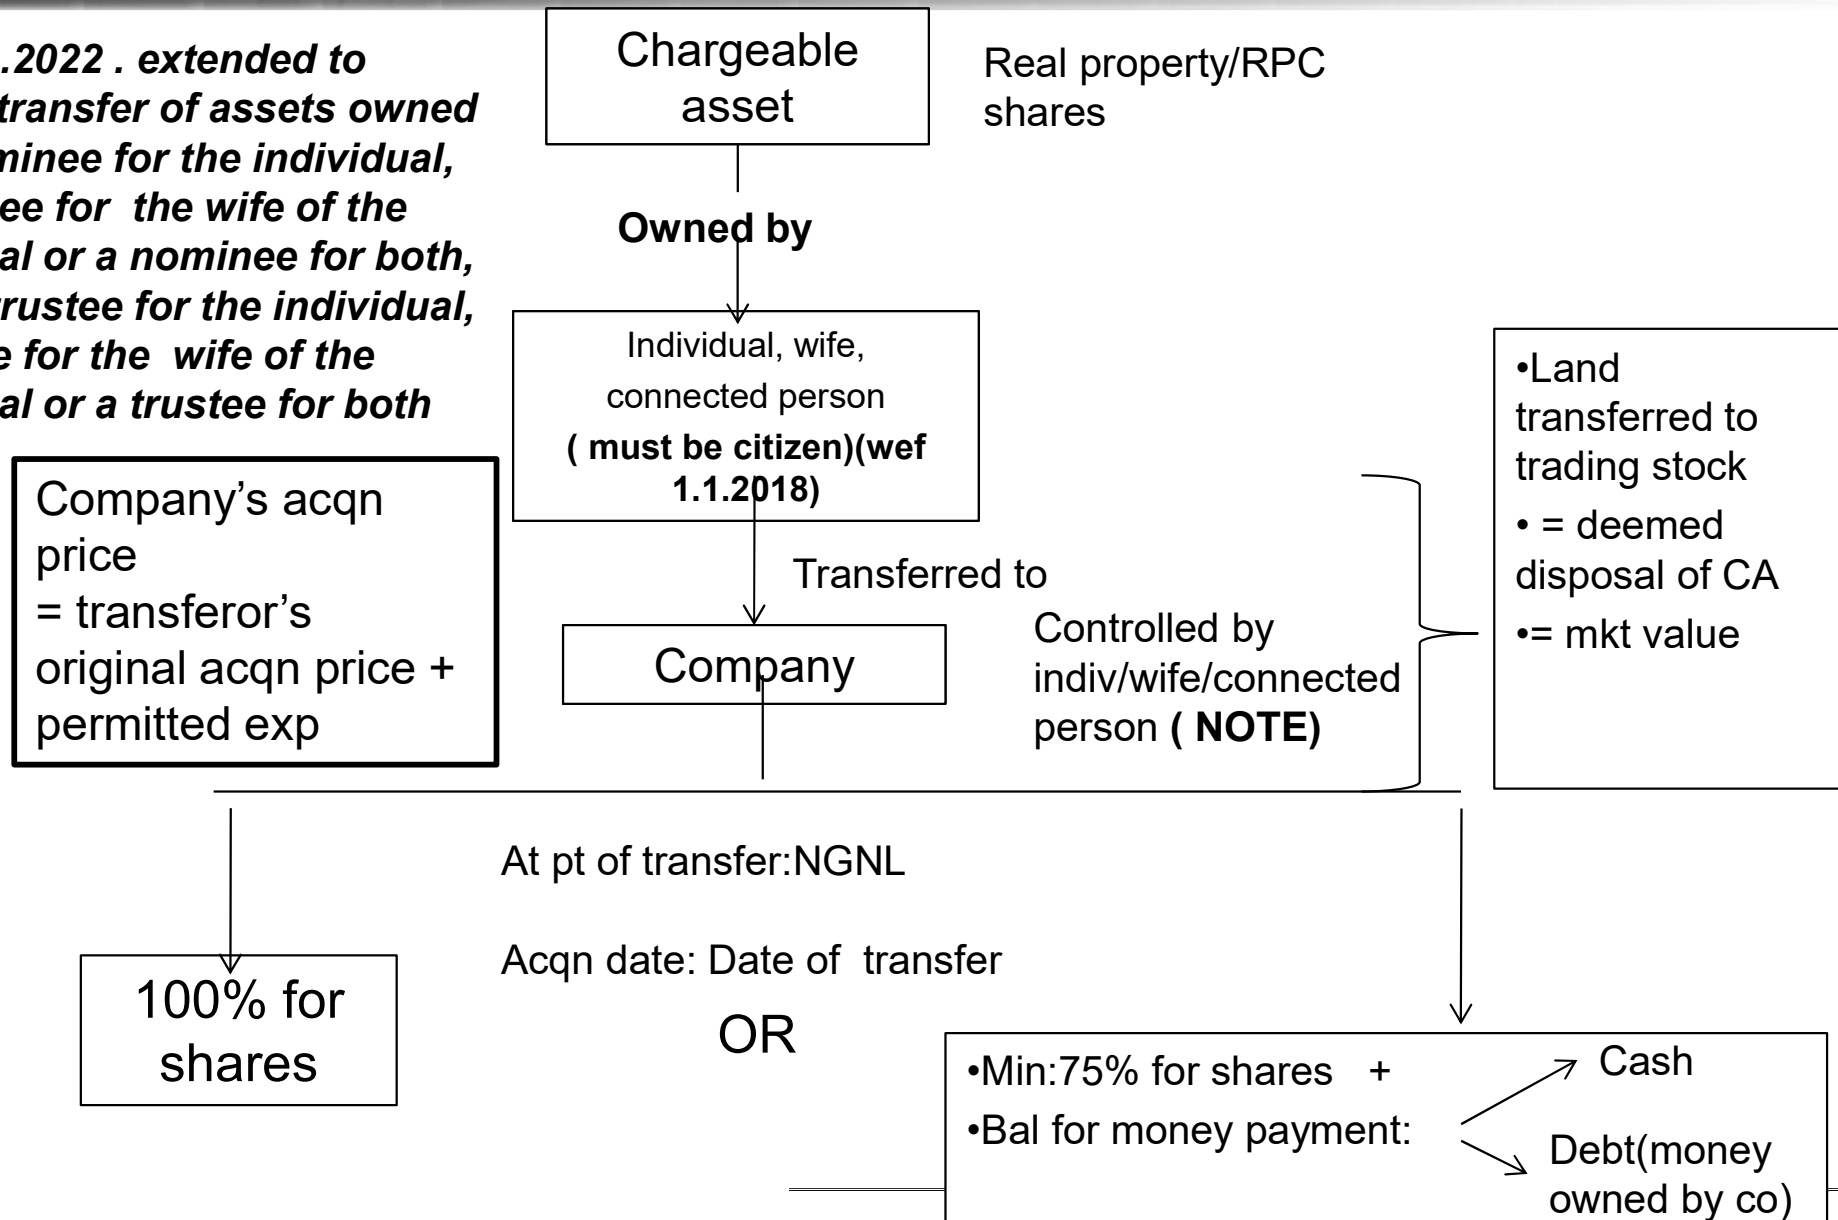 .2022 . extended to
transfer of assets owned
for the individual,
for the wife of the
or a nominee for both,
for the individual,
for the wife of the
or a trustee for both
Chargeable
asset
Real property/RPC
shares
Owned by
Individual, wife,
connected person
( must be citizen)(wef
1.1.2018)
Company’s acqn
price
= transferor’s
original acqn price +
permitted exp
Transferred to
Company
Controlled by
indiv/wife/connected
person ( NOTE)
•Land
transferred to
trading stock
• = deemed
disposal of CA
•= mkt value
At pt of transfer:NGNL
Acqn date: Date of transfer
OR
100% for
shares
•Min:75% for shares +
•Bal for money payment:
Cash
Debt(money
owned by co)